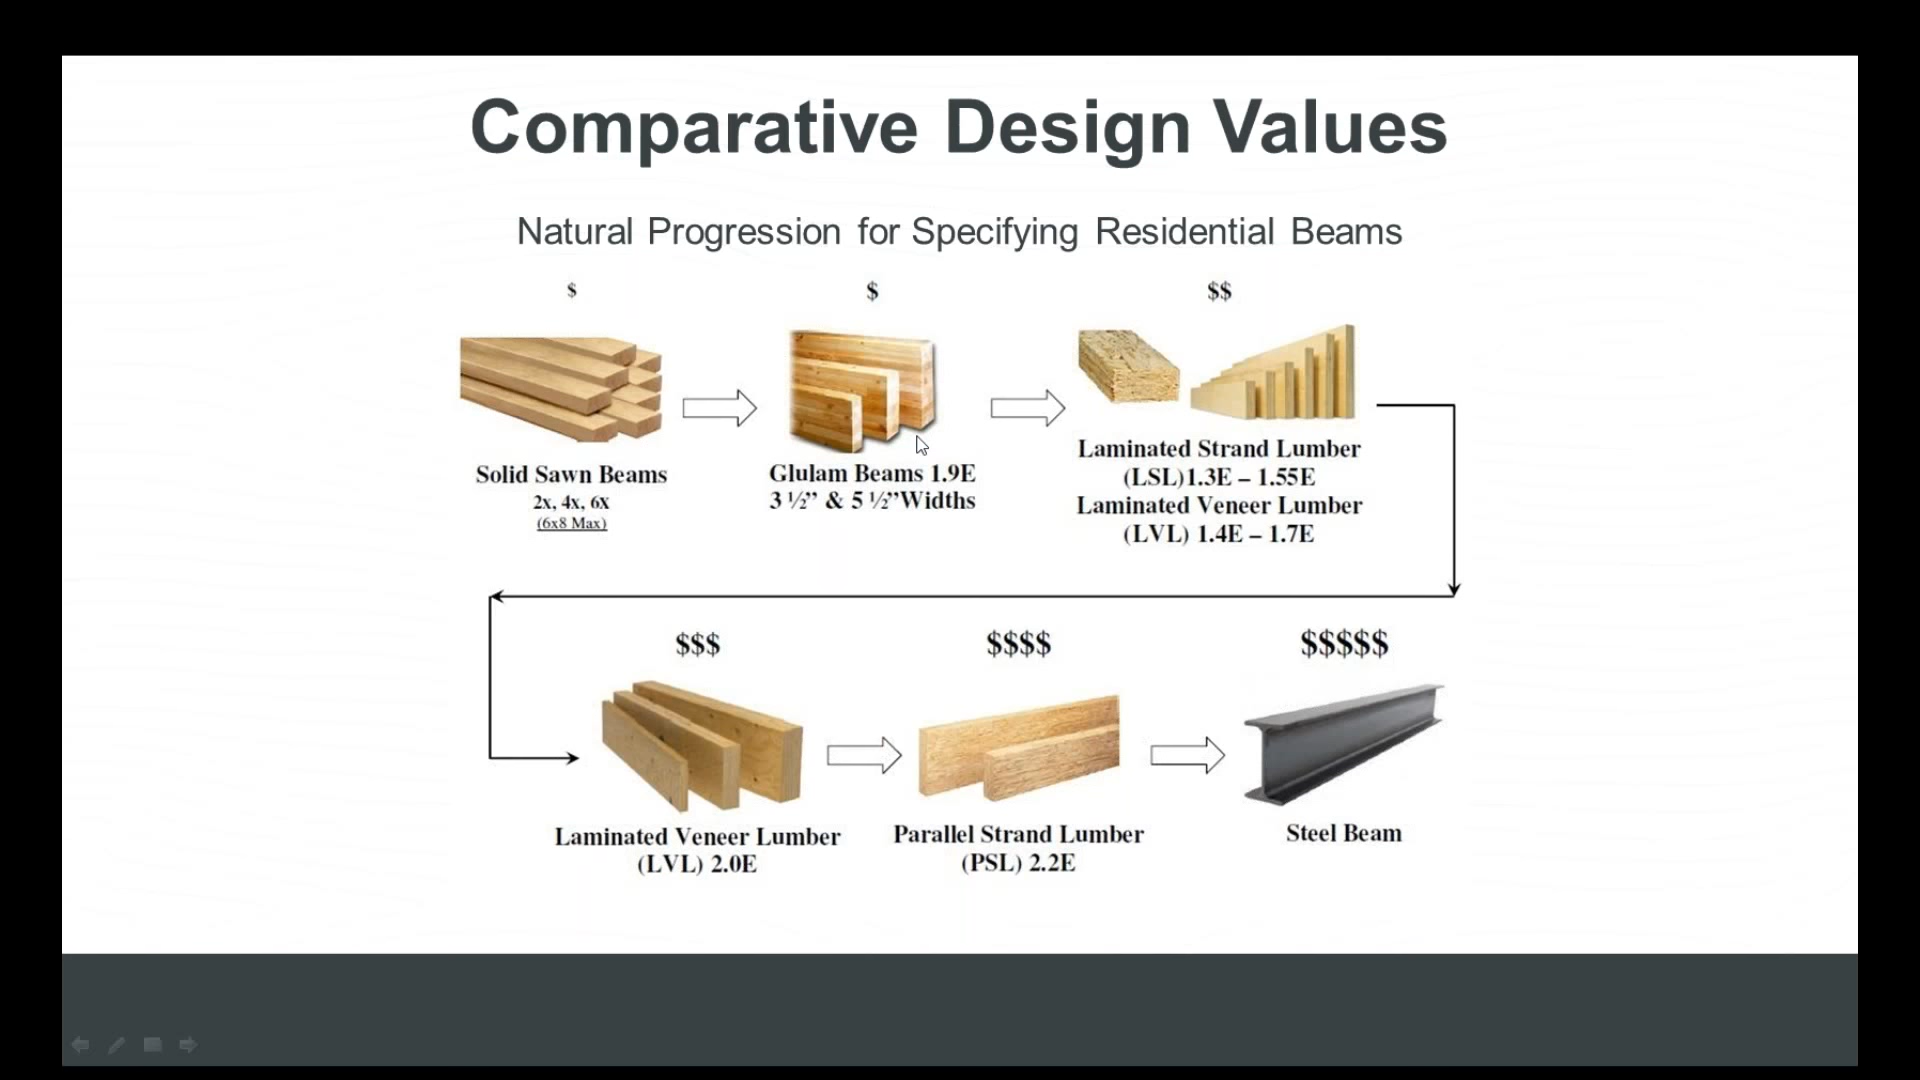 Comparative Design Values
Natural Progression for Specifying Residential Beams
$
$
$$
Solid Sawn Beams
2x, 4x, 6x
(6x8 Max)
Glulam Beams 1.9E
3 ½” & 5 ½”Widths
Laminated Strand Lumber
(LSL)1.3E – 1.55E
Laminated Veneer Lumber
(LVL) 1.4E – 1.7E
$$$
$$$$
$$$$$
Laminated Veneer Lumber
(LVL) 2.0E
Parallel Strand Lumber
(PSL) 2.2E
Steel Beam